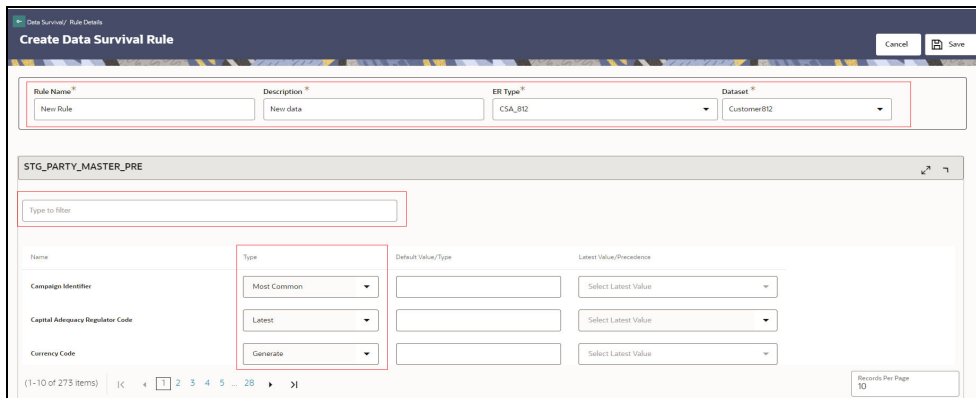 Data Survival/ Rule Details
Create Data Survival Rule
Cancel Save
Rule Name* Description* ER Type* Dataset*
New Rule New data CSA_812 Customer812
STG_PARTY_MASTER_PRE
Type to filter
Name Type Default Value/Type Latest Value/Precedence
Campaign Identifier Most Common Select Latest Value
Capital Adequacy Regulator Code Latest Select Latest Value
Currency Code Generate Select Latest Value
(1-10 of 273 items) 1 2 3 4 5 ... 28 Records Per Page
10